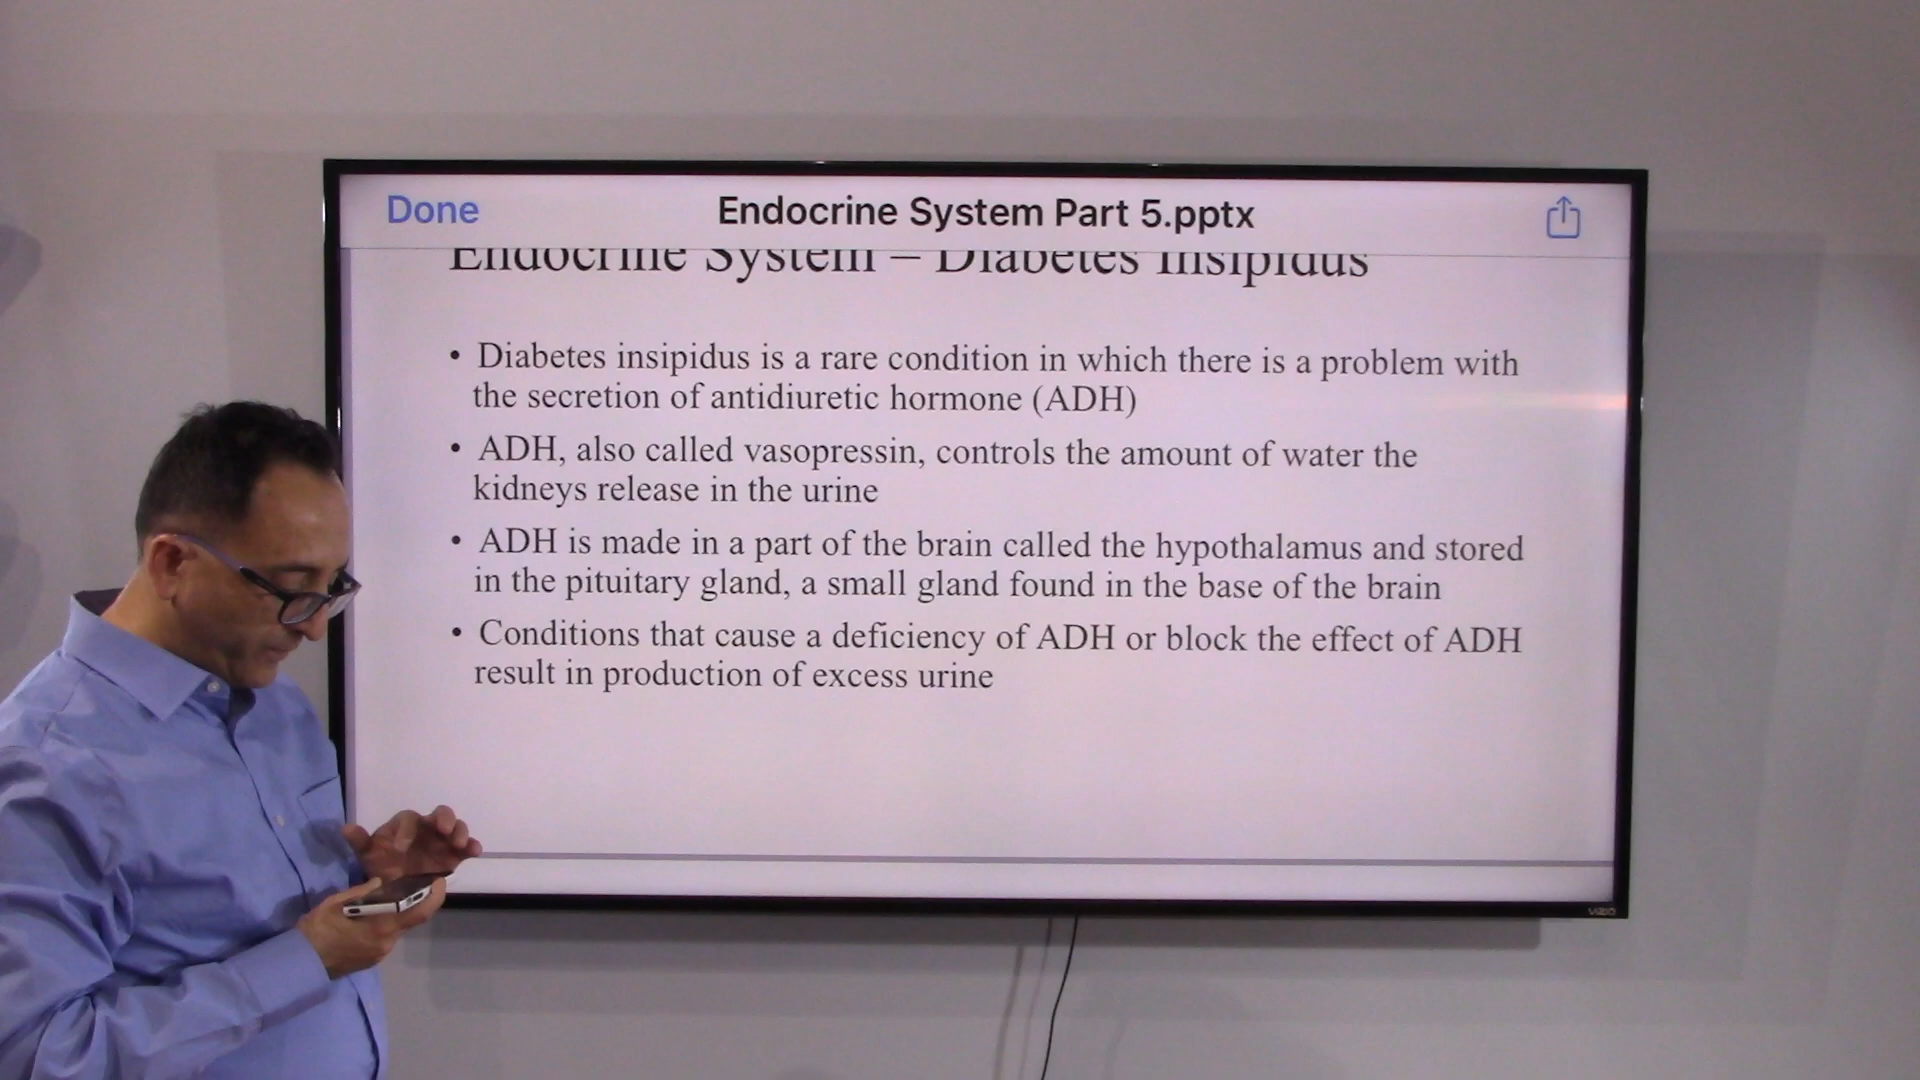 Done
Endocrine System Part 5.pptx
Endocrine System – Diabetes Insipidus
• Diabetes insipidus is a rare condition in which there is a problem with
the secretion of antidiuretic hormone (ADH)
• ADH, also called vasopressin, controls the amount of water the
kidneys release in the urine
• ADH is made in a part of the brain called the hypothalamus and stored
in the pituitary gland, a small gland found in the base of the brain
• Conditions that cause a deficiency of ADH or block the effect of ADH
result in production of excess urine
VIZIO